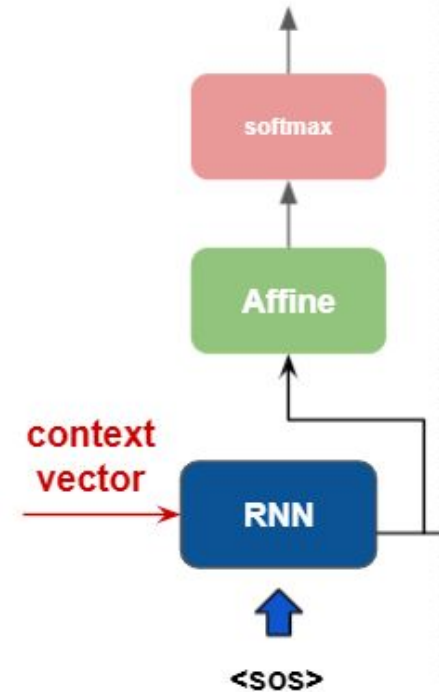 softmax
Affine
context
vector
RNN
<sos>